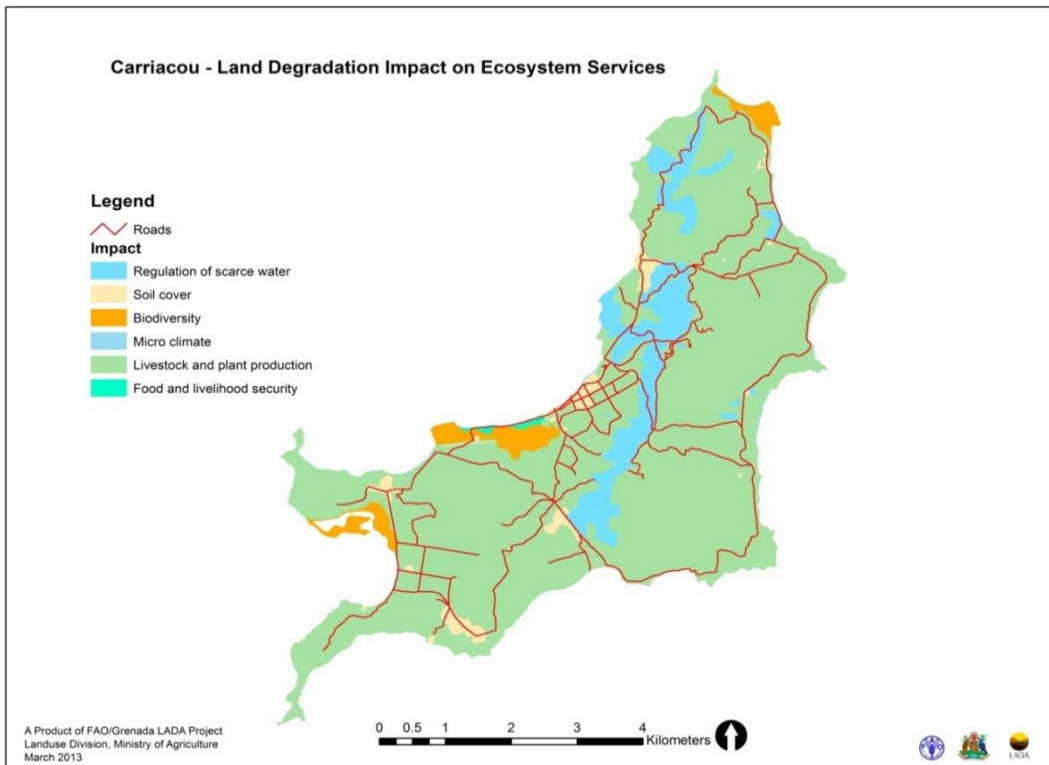 Carriacou - Land Degradation Impact on Ecosystem Services
Legend
Roads
Impact
Regulation of scarce water
Soil cover
Biodiversity
Micro climate
Livestock and plant production
Food and livelihood security
A Product of FAO/Grenada LADA Project
Landuse Division, Ministry of Agriculture
March 2013
0 0.5 1 2 3 4
Kilometers
LADA